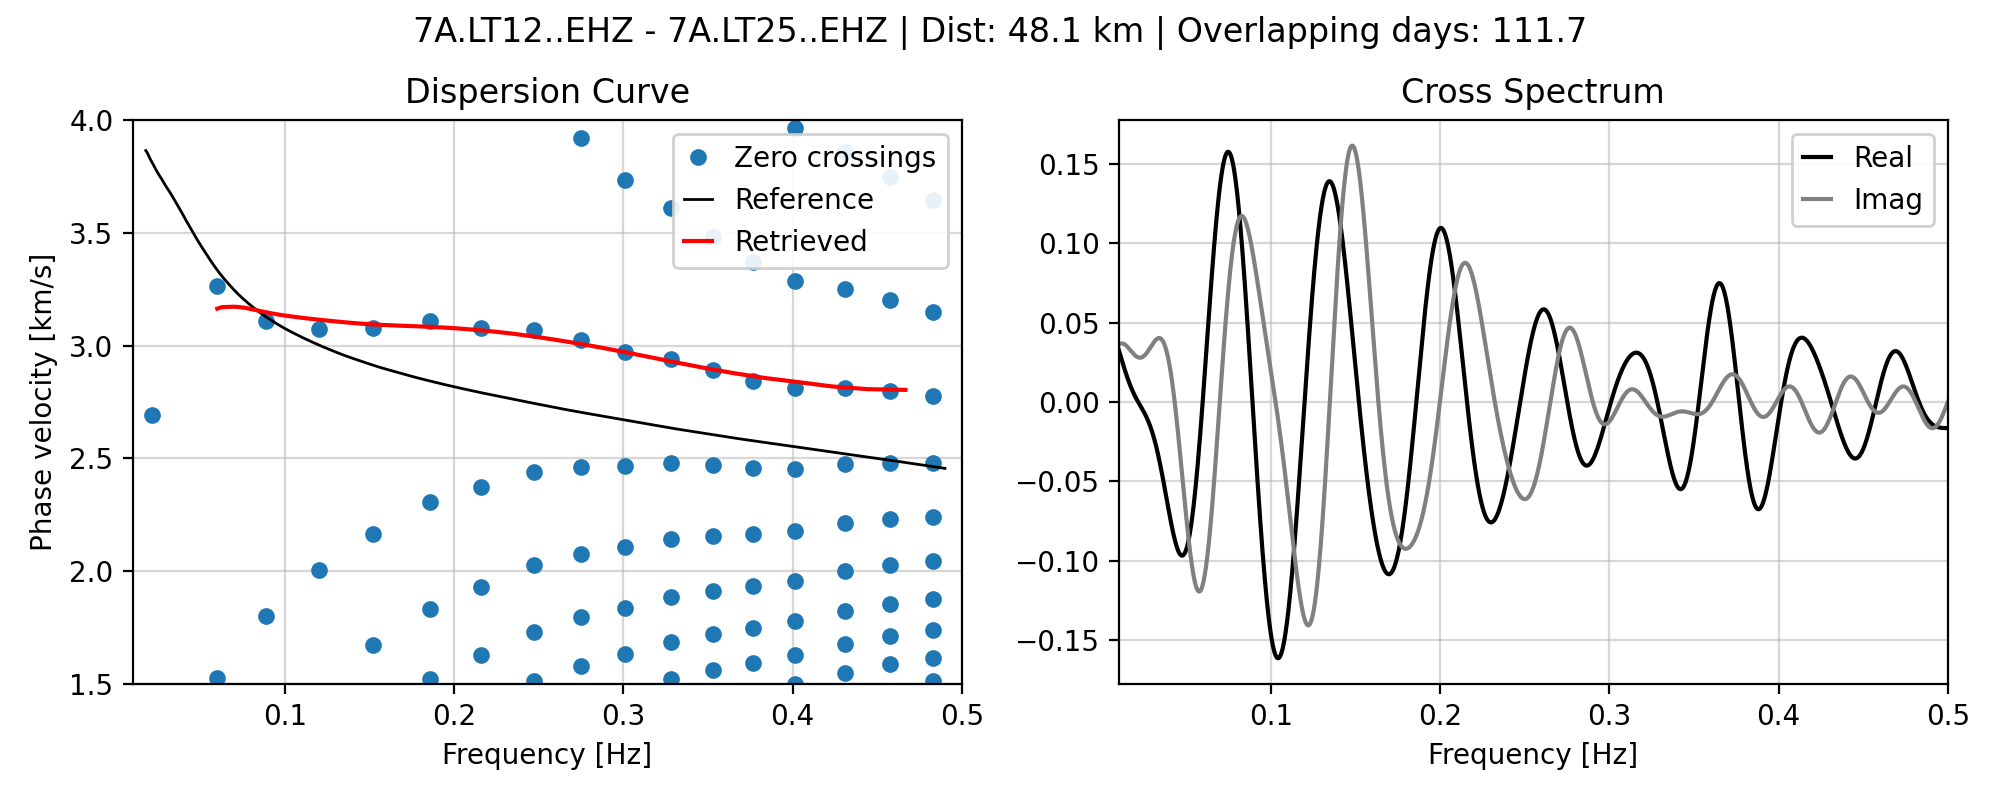 7A.LT12..EHZ - 7A.LT25..EHZ | Dist: 48.1 km | Overlapping days: 111.7
Dispersion Curve
Phase velocity [km/s]
4.0
3.5
3.0
2.5
2.0
1.5
Zero crossings
Reference
Retrieved
0.1
0.2
0.3
0.4
0.5
Frequency [Hz]
Cross Spectrum
0.15
0.10
0.05
0.00
−0.05
−0.10
−0.15
Real
Imag
0.1
0.2
0.3
0.4
0.5
Frequency [Hz]